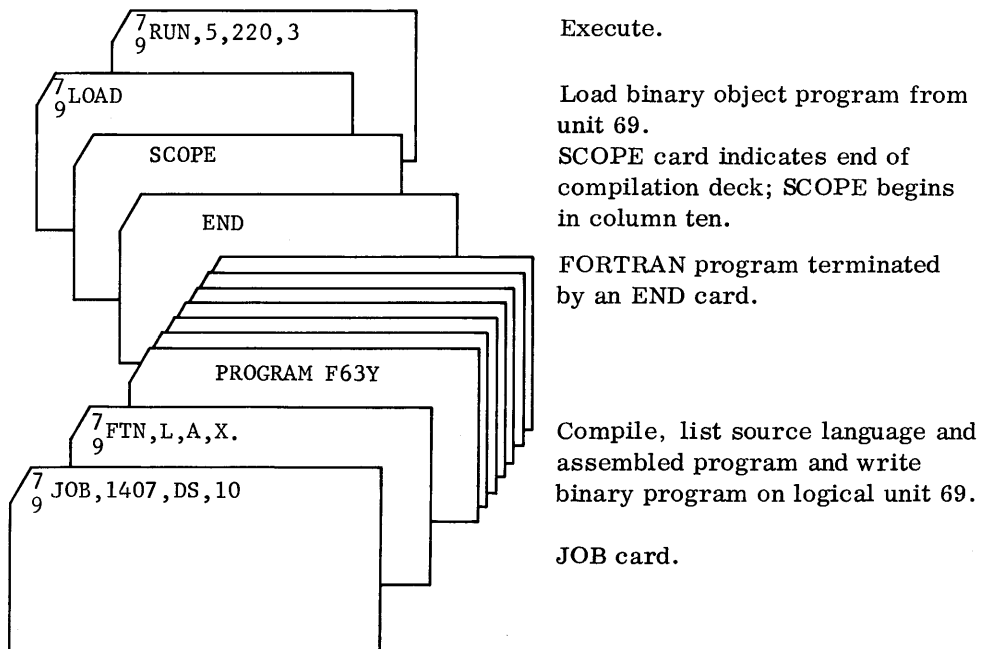 7
9RUN,5,220,3
Execute.
7
9LOAD
Load binary object program from
unit 69.
SCOPE
SCOPE card indicates end of
compilation deck; SCOPE begins
in column ten.
END
FORTRAN program terminated
by an END card.
PROGRAM F63Y
7
9FTN,L,A,X.
Compile, list source language and
assembled program and write
binary program on logical unit 69.
7
9JOB,1407,DS,10
JOB card.